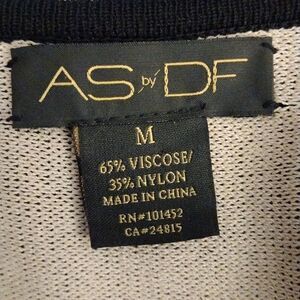 AS by DF
M
65% VISCOSE/
35% NYLON
MADE IN CHINA
RN#101452
CA#24815